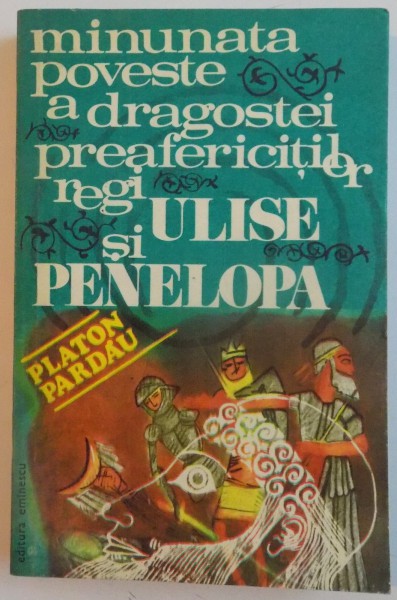 minunata
poveste
a dragostei
preafericiților
regi
ULISE
și
PENELOPA
PLATON
PARDĂU
editura eminescu